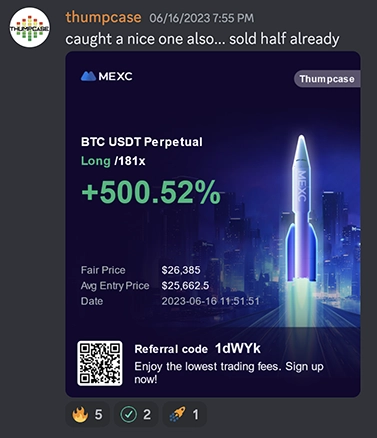 THUMPCASE
thumpcase 06/16/2023 7:55 PM
caught a nice one also... sold half already
MEXC
Thumpcase
BTC USDT Perpetual
Long /181x
+500.52%
MEXC
Fair Price $26,385
Avg Entry Price $25,662.5
Date 2023-06-16 11:51:51
Referral code 1dWYk
Enjoy the lowest trading fees. Sign up
now!
5 2 1